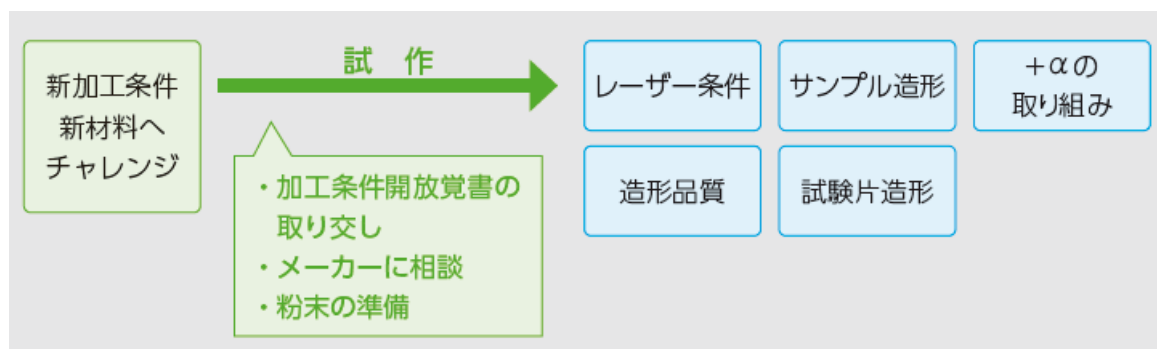 新加工条件
新材料へ
チャレンジ
試 作
・加工条件開放覚書の
取り交し
・メーカーに相談
・粉末の準備
レーザー条件
サンプル造形
+αの
取り組み
造形品質
試験片造形